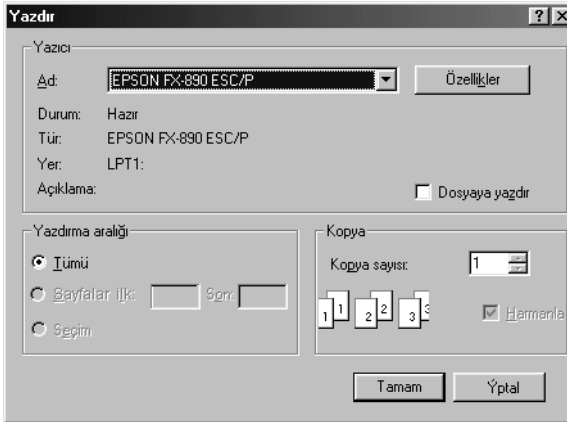 Yazdır
Yazıcı
Ad: EPSON FX-890 ESC/P Özellikler
Durum: Hazır
Tür: EPSON FX-890 ESC/P
Yer: LPT1:
Açıklama: Dosyaya yazdır
Yazdırma aralığı
Tümü
Sayfalar ilk: Son:
Seçim
Kopya
Kopya sayısı: 1
1 1 2 2 3 3
Harmanla
Tamam Ýptal